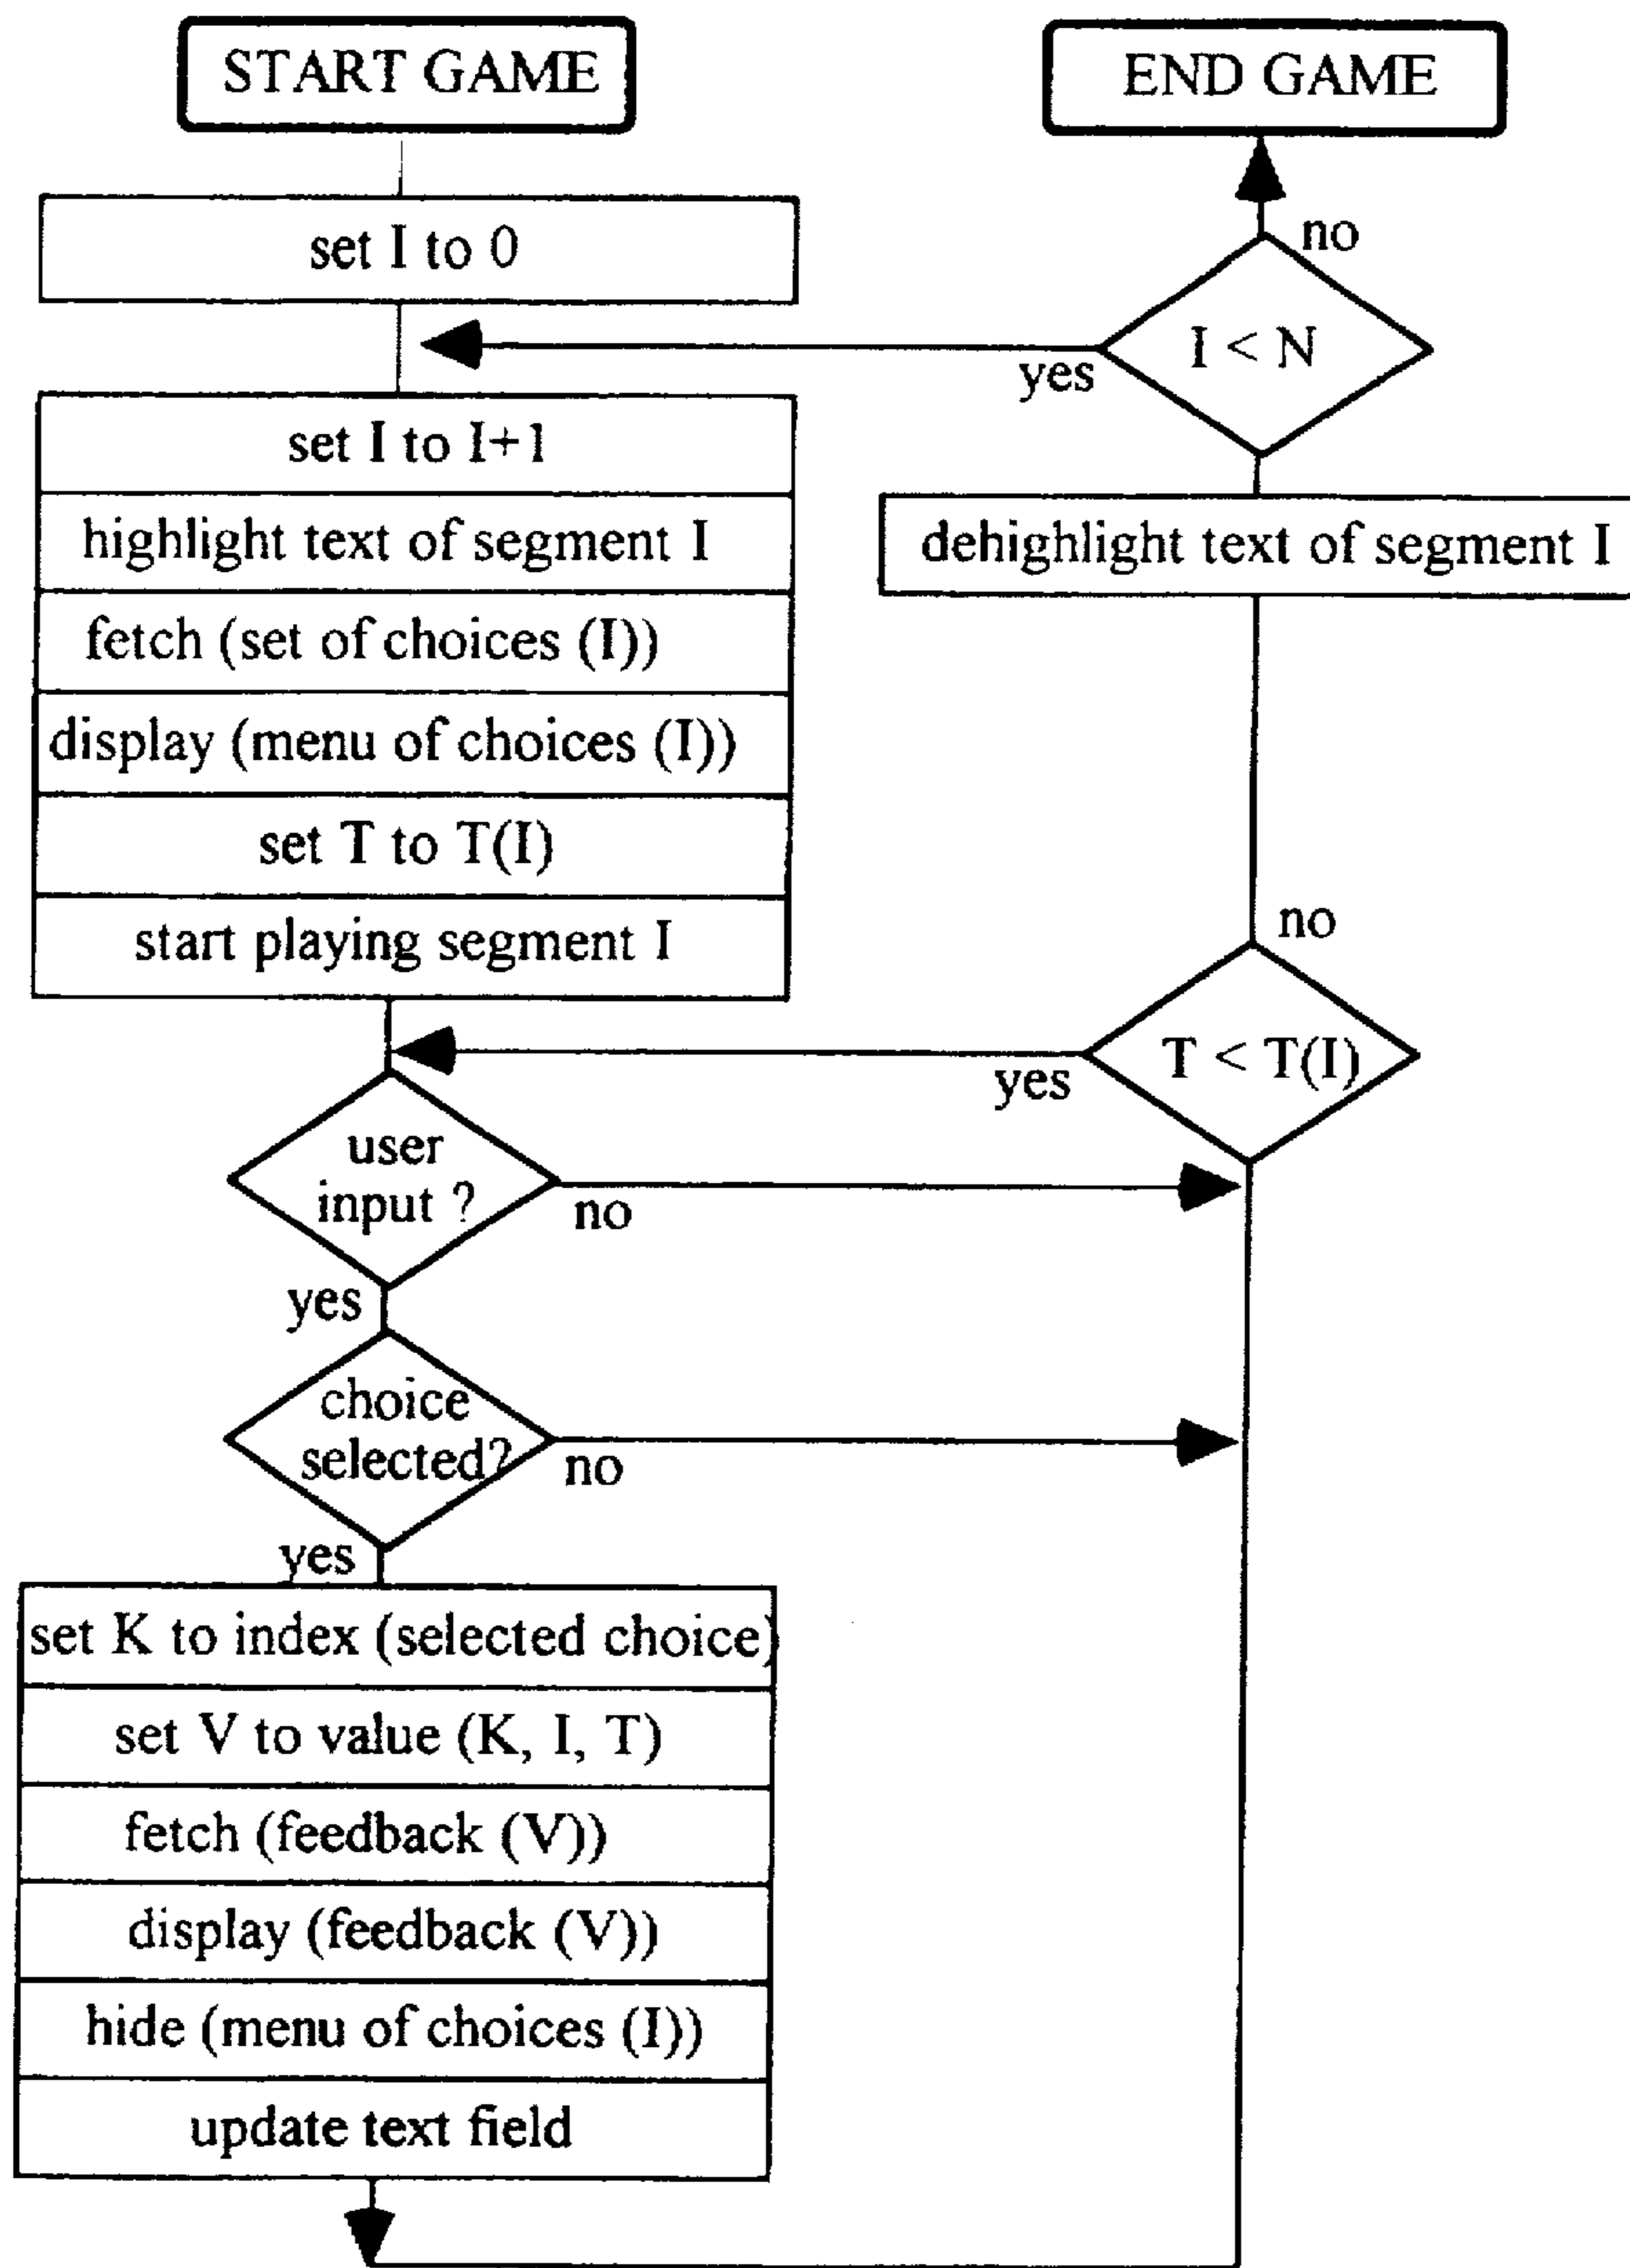 START GAME
END GAME
set I to 0
no
I < N
yes
set I to I+1
highlight text of segment I
dehighlight text of segment I
fetch (set of choices (I))
display (menu of choices (I))
set T to T(I)
no
start playing segment I
T < T(I)
yes
user
input ?
no
yes
choice
selected?
no
yes
set K to index (selected choice)
set V to value (K, I, T)
fetch (feedback (V))
display (feedback (V))
hide (menu of choices (I))
update text field